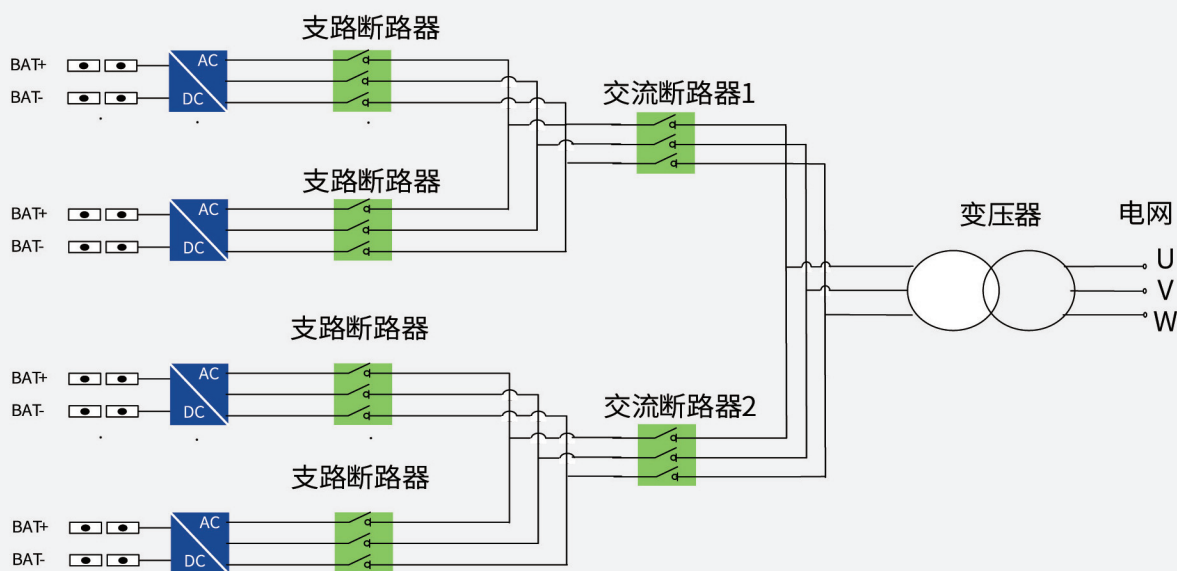 支路断路器
BAT+
AC
BAT-
DC
交流断路器1
支路断路器
BAT+
AC
BAT-
DC
变压器
电网
U
V
W
支路断路器
BAT+
AC
BAT-
DC
交流断路器2
支路断路器
BAT+
AC
BAT-
DC